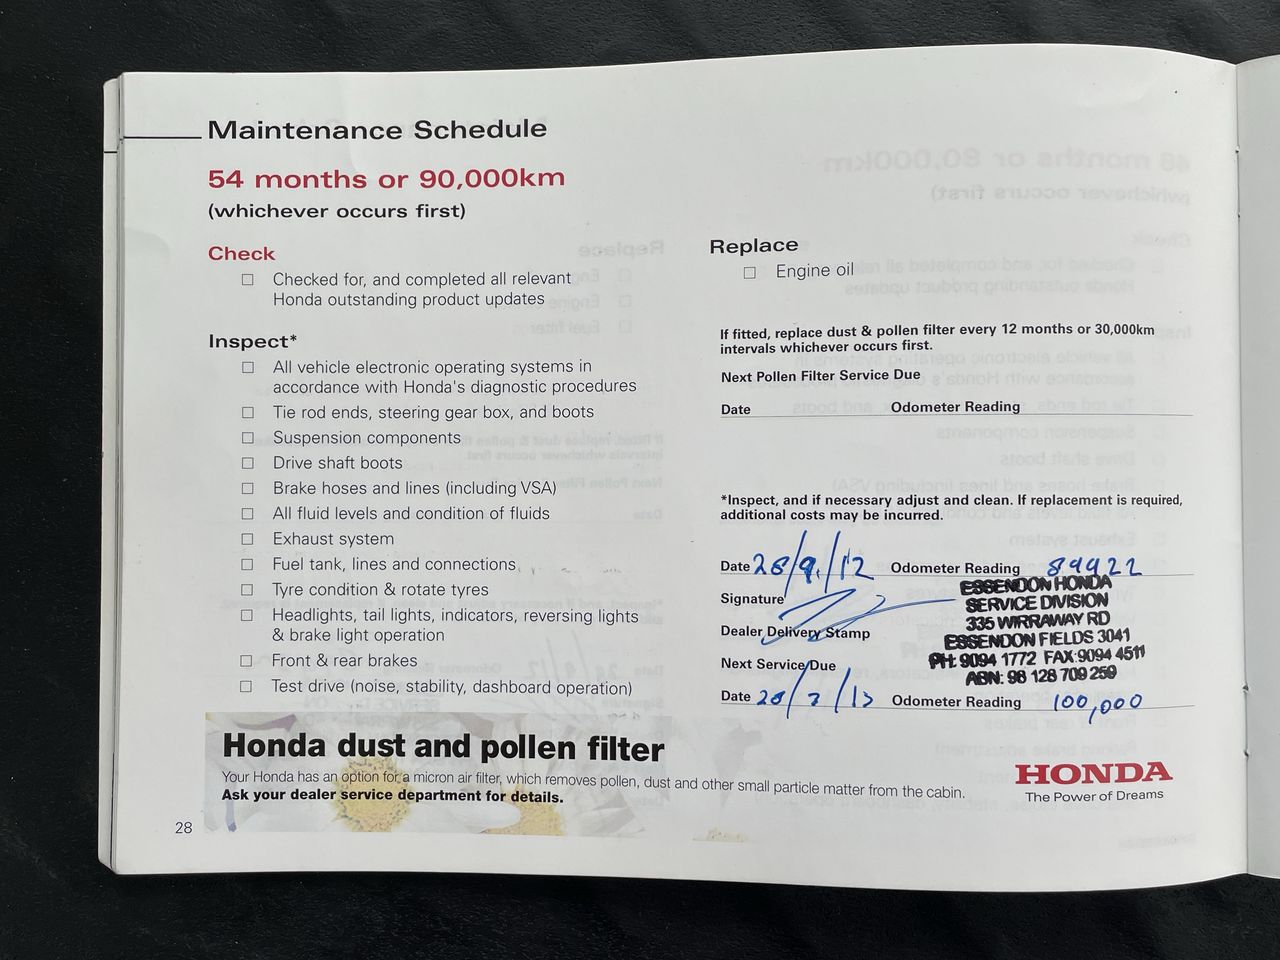 Maintenance Schedule
54 months or 90,000km
(whichever occurs first)
Check
Checked for, and completed all relevant
Honda outstanding product updates
Inspect*
All vehicle electronic operating systems in
accordance with Honda's diagnostic procedures
Tie rod ends, steering gear box, and boots
Suspension components
Drive shaft boots
Brake hoses and lines (including VSA)
All fluid levels and condition of fluids
Exhaust system
Fuel tank, lines and connections
Tyre condition & rotate tyres
Headlights, tail lights, indicators, reversing lights
& brake light operation
Front & rear brakes
Test drive (noise, stability, dashboard operation)
Replace
Engine oil
If fitted, replace dust & pollen filter every 12 months or 30,000km
intervals whichever occurs first.
Next Pollen Filter Service Due
Date Odometer Reading
*Inspect, and if necessary adjust and clean. If replacement is required,
additional costs may be incurred.
Date 28/9/12 Odometer Reading 89922
Signature
Dealer Delivery Stamp
ESSENDON HONDA
SERVICE DIVISION
335 WIRRAWAY RD
ESSENDON FIELDS 3041
PH: 9094 1772 FAX:9094 4511
ABN: 98 128 709 259
Next Service Due
Date 28/3/13 Odometer Reading 100,000
Honda dust and pollen filter
Your Honda has an option for a micron air filter, which removes pollen, dust and other small particle matter from the cabin.
Ask your dealer service department for details.
HONDA
The Power of Dreams
28